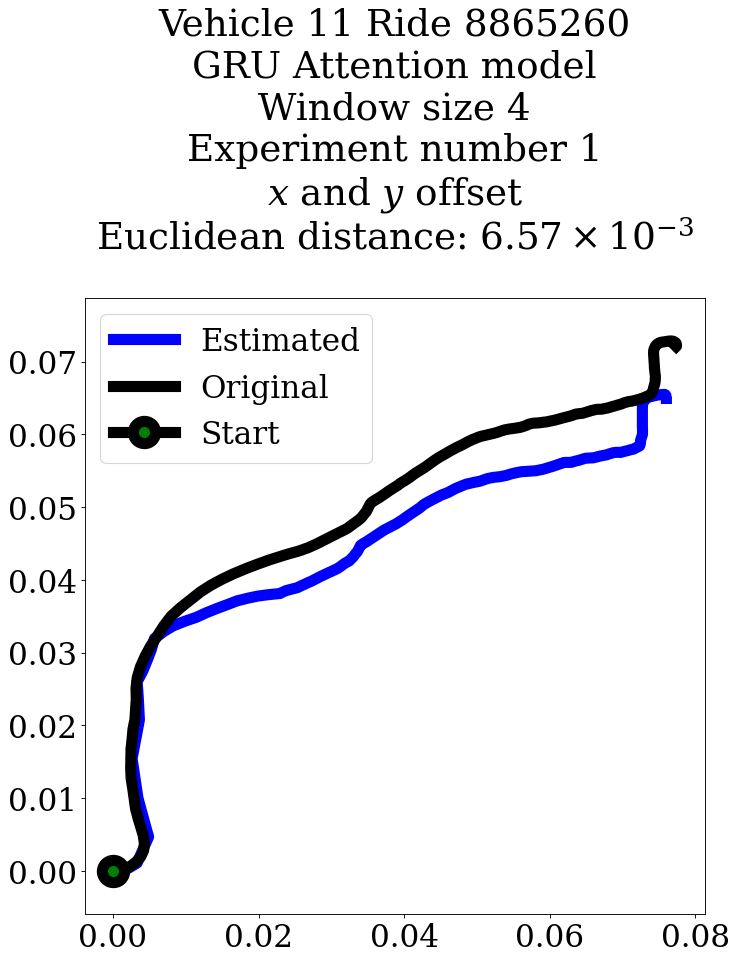 Vehicle 11 Ride 8865260
GRU Attention model
Window size 4
Experiment number 1
x and y offset
Euclidean distance: 6.57 × 10⁻³
Estimated
Original
Start
0.07
0.06
0.05
0.04
0.03
0.02
0.01
0.00
0.00 0.02 0.04 0.06 0.08